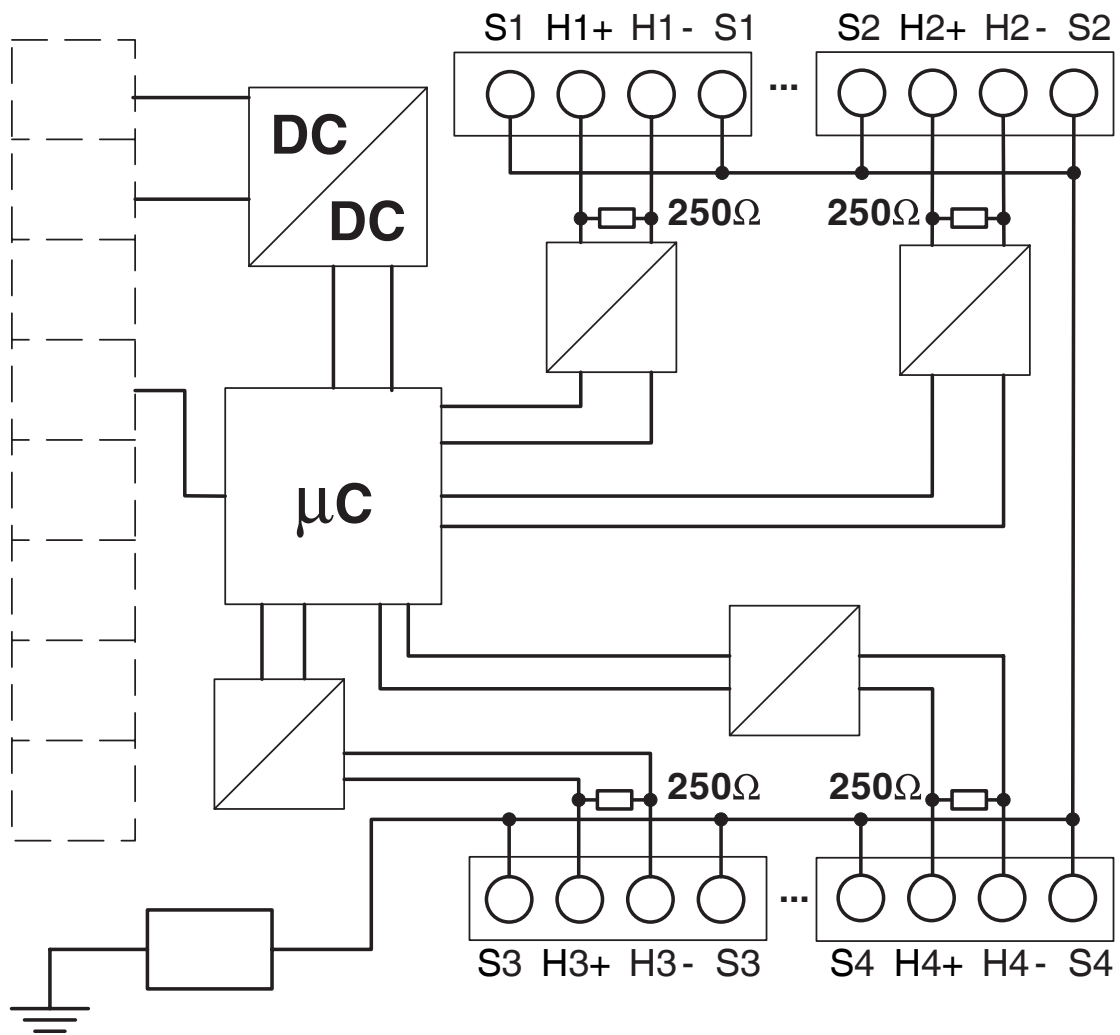 S1 H1+ H1- S1 S2 H2+ H2- S2
...
DC
DC
250Ω 250Ω
μC
250Ω 250Ω
...
S3 H3+ H3- S3 S4 H4+ H4- S4